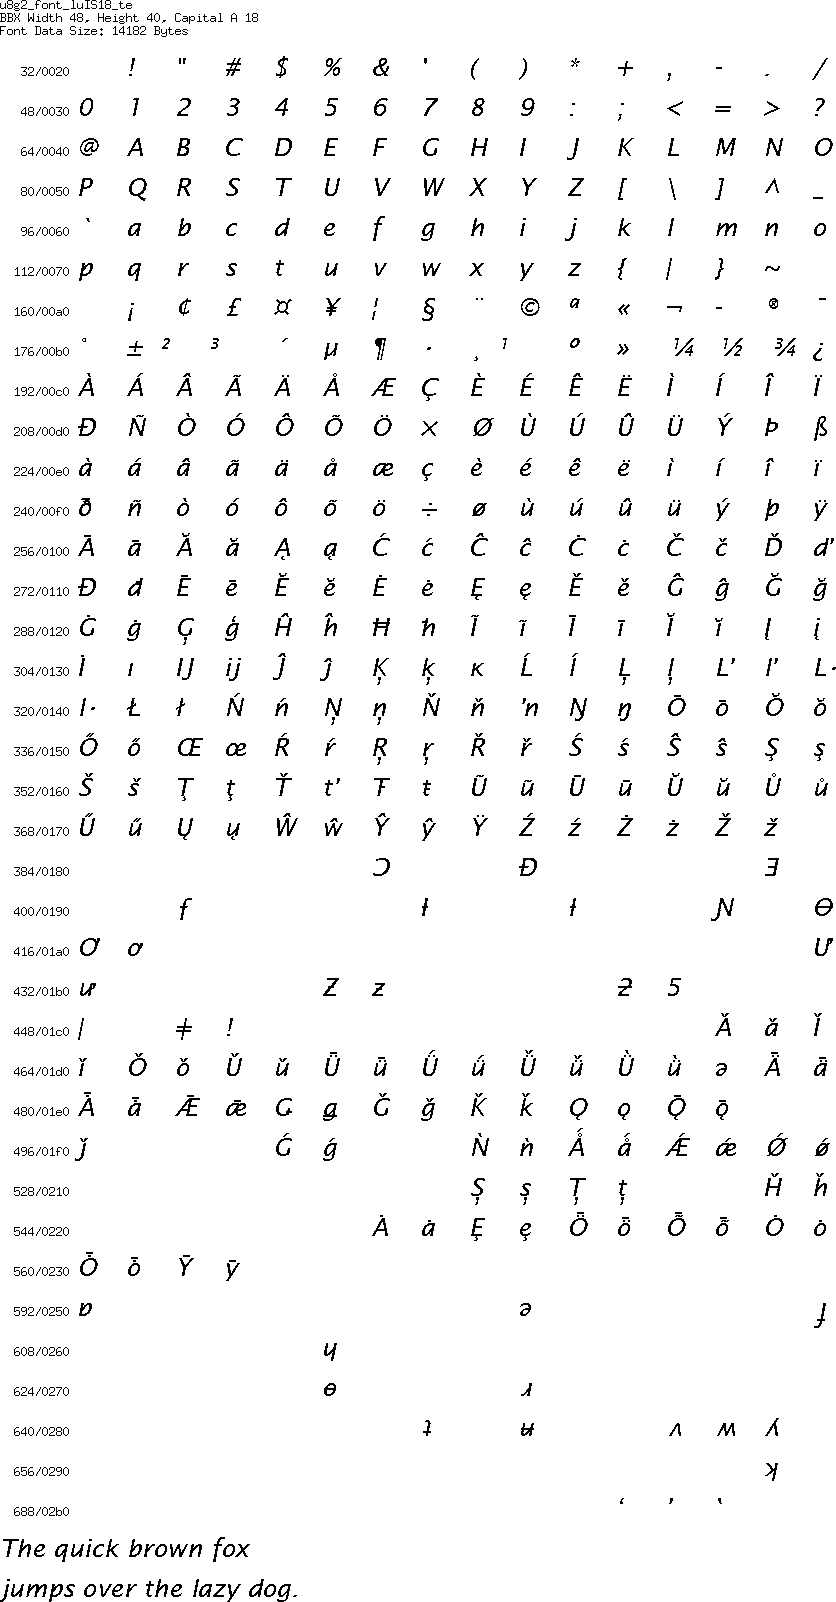 u8g2_font_luIS18_te
BBX Width 48, Height 40, Capital A 18
Font Data Size: 14182 Bytes
32/0020 ! " # $ % & ' ( ) * + , - . /
48/0030 0 1 2 3 4 5 6 7 8 9 : ; < = > ?
64/0040 @ A B C D E F G H I J K L M N O
80/0050 P Q R S T U V W X Y Z [ \ ] ^ _
96/0060 ` a b c d e f g h i j k l m n o
112/0070 p q r s t u v w x y z { | } ~
160/00a0 ¡ ¢ £ ¤ ¥ ¦ § ¨ © ª « ¬ - ® ¯
176/00b0 ° ± ² ³ ´ µ ¶ · ¸ ¹ º » ¼ ½ ¾ ¿
192/00c0 À Á Â Ã Ä Å Æ Ç È É Ê Ë Ì Í Î Ï
208/00d0 Ð Ñ Ò Ó Ô Õ Ö × Ø Ù Ú Û Ü Ý Þ ß
224/00e0 à á â ã ä å æ ç è é ê ë ì í î ï
240/00f0 ð ñ ò ó ô õ ö ÷ ø ù ú û ü ý þ ÿ
256/0100 Ā ā Ă ă Ą ą Ć ć Ĉ ĉ Ċ ċ Č č Ď ď
272/0110 Đ đ Ē ē Ĕ ĕ Ė ė Ę ę Ě ě Ĝ ĝ Ğ ğ
288/0120 Ġ ġ Ģ ģ Ĥ ĥ Ħ ħ Ĩ ĩ Ī ī Ĭ ĭ Į į
304/0130 İ ı Ĳ ĳ Ĵ ĵ Ķ ķ ĸ Ĺ ĺ Ļ ļ Ľ ľ Ŀ
320/0140 ŀ Ł ł Ń ń Ņ ņ Ň ň ŉ Ŋ ŋ Ō ō Ŏ ŏ
336/0150 Ő ő Œ œ Ŕ ŕ Ŗ ŗ Ř ř Ś ś Ŝ ŝ Ş ş
352/0160 Š š Ţ ţ Ť ť Ŧ ŧ Ũ ũ Ū ū Ŭ ŭ Ů ů
368/0170 Ű ű Ų ų Ŵ ŵ Ŷ ŷ Ÿ Ź ź Ż ż Ž ž
384/0180 Ɔ Ɖ Ǝ
400/0190 ƒ Ɨ ƚ Ɲ Ɵ
416/01a0 Ơ ơ Ư
432/01b0 ư Ƶ ƶ ƻ Ƽ
448/01c0 ǀ ǂ ǃ Ǎ ǎ Ǐ
464/01d0 ǐ Ǒ ǒ Ǔ ǔ Ǖ ǖ Ǘ ǘ Ǚ ǚ Ǜ ǜ ǝ Ǟ ǟ
480/01e0 Ǡ ǡ Ǣ ǣ Ǥ ǥ Ǧ ǧ Ǩ ǩ Ǫ ǫ Ǭ ǭ
496/01f0 ǰ Ǵ ǵ Ǹ ǹ Ǻ ǻ Ǽ ǽ Ǿ ǿ
528/0210 Ș ș Ț ț Ȟ ȟ
544/0220 Ȧ ȧ Ȩ ȩ Ȫ ȫ Ȭ ȭ Ȯ ȯ
560/0230 Ȱ ȱ Ȳ ȳ
592/0250 ɐ ə ɟ
608/0260 ɥ
624/0270 ɵ ɹ
640/0280 ʇ ʉ ʌ ʍ ʎ
656/0290 ʞ
688/02b0 ʻ ʼ ʽ
The quick brown fox
jumps over the lazy dog.